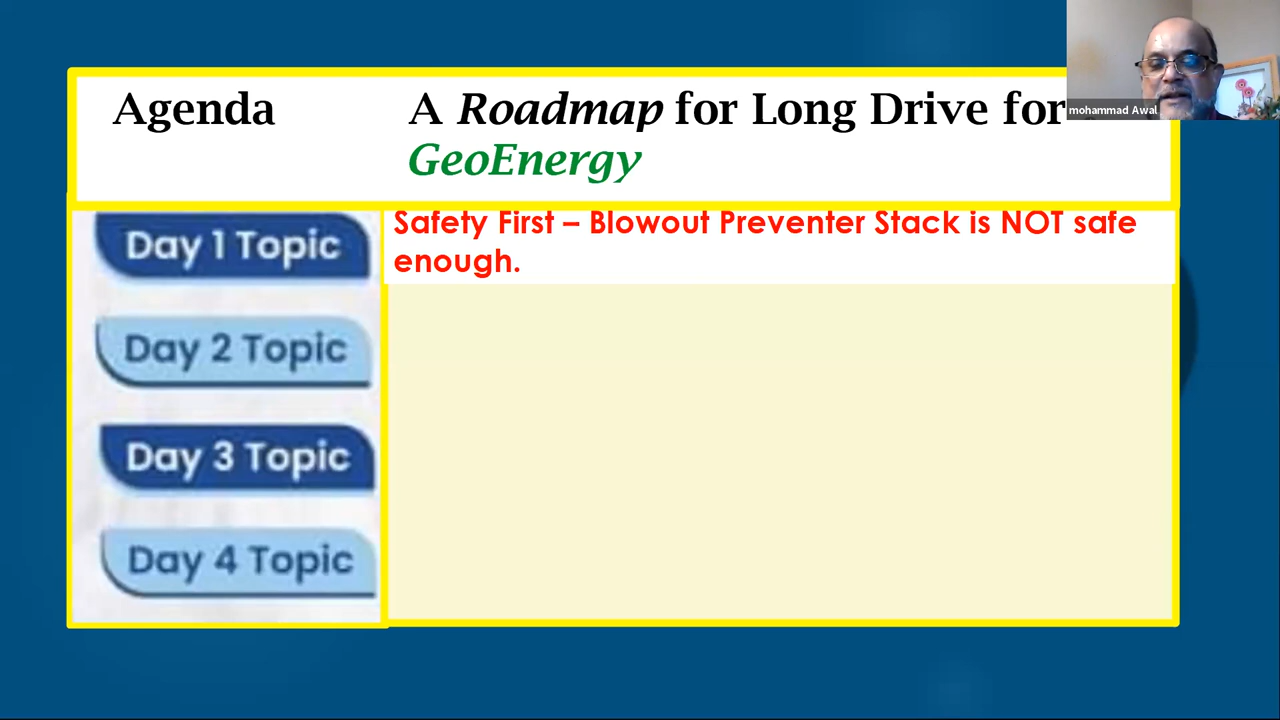 Agenda
A Roadmap for Long Drive for
GeoEnergy
mohammad Awal
Day 1 Topic
Safety First – Blowout Preventer Stack is NOT safe
enough.
Day 2 Topic
Day 3 Topic
Day 4 Topic